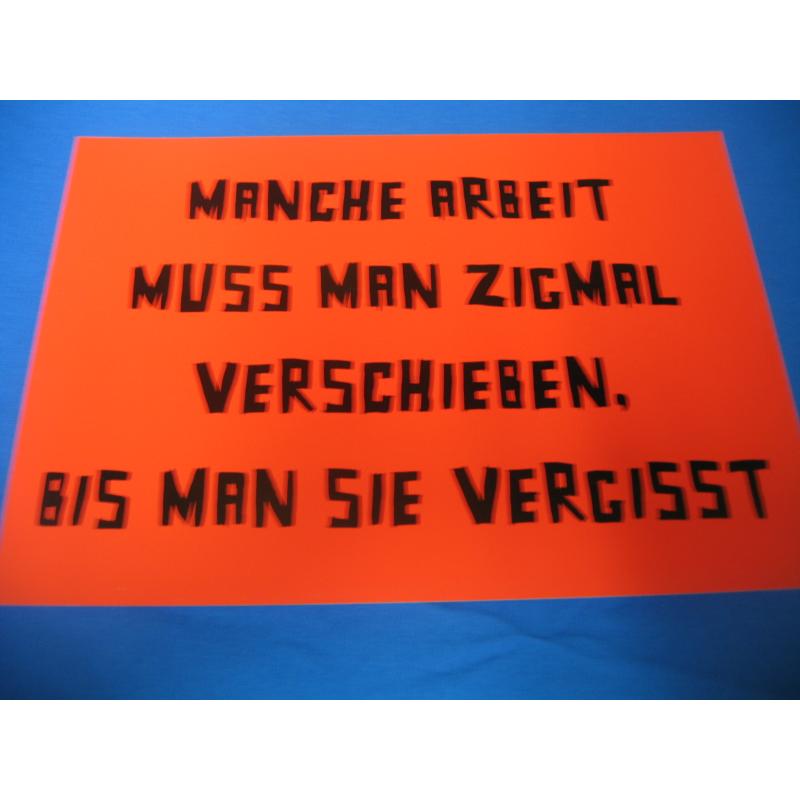 MANCHE ARBEIT
MUSS MAN ZIGMAL
VERSCHIEBEN,
BIS MAN SIE VERGISST